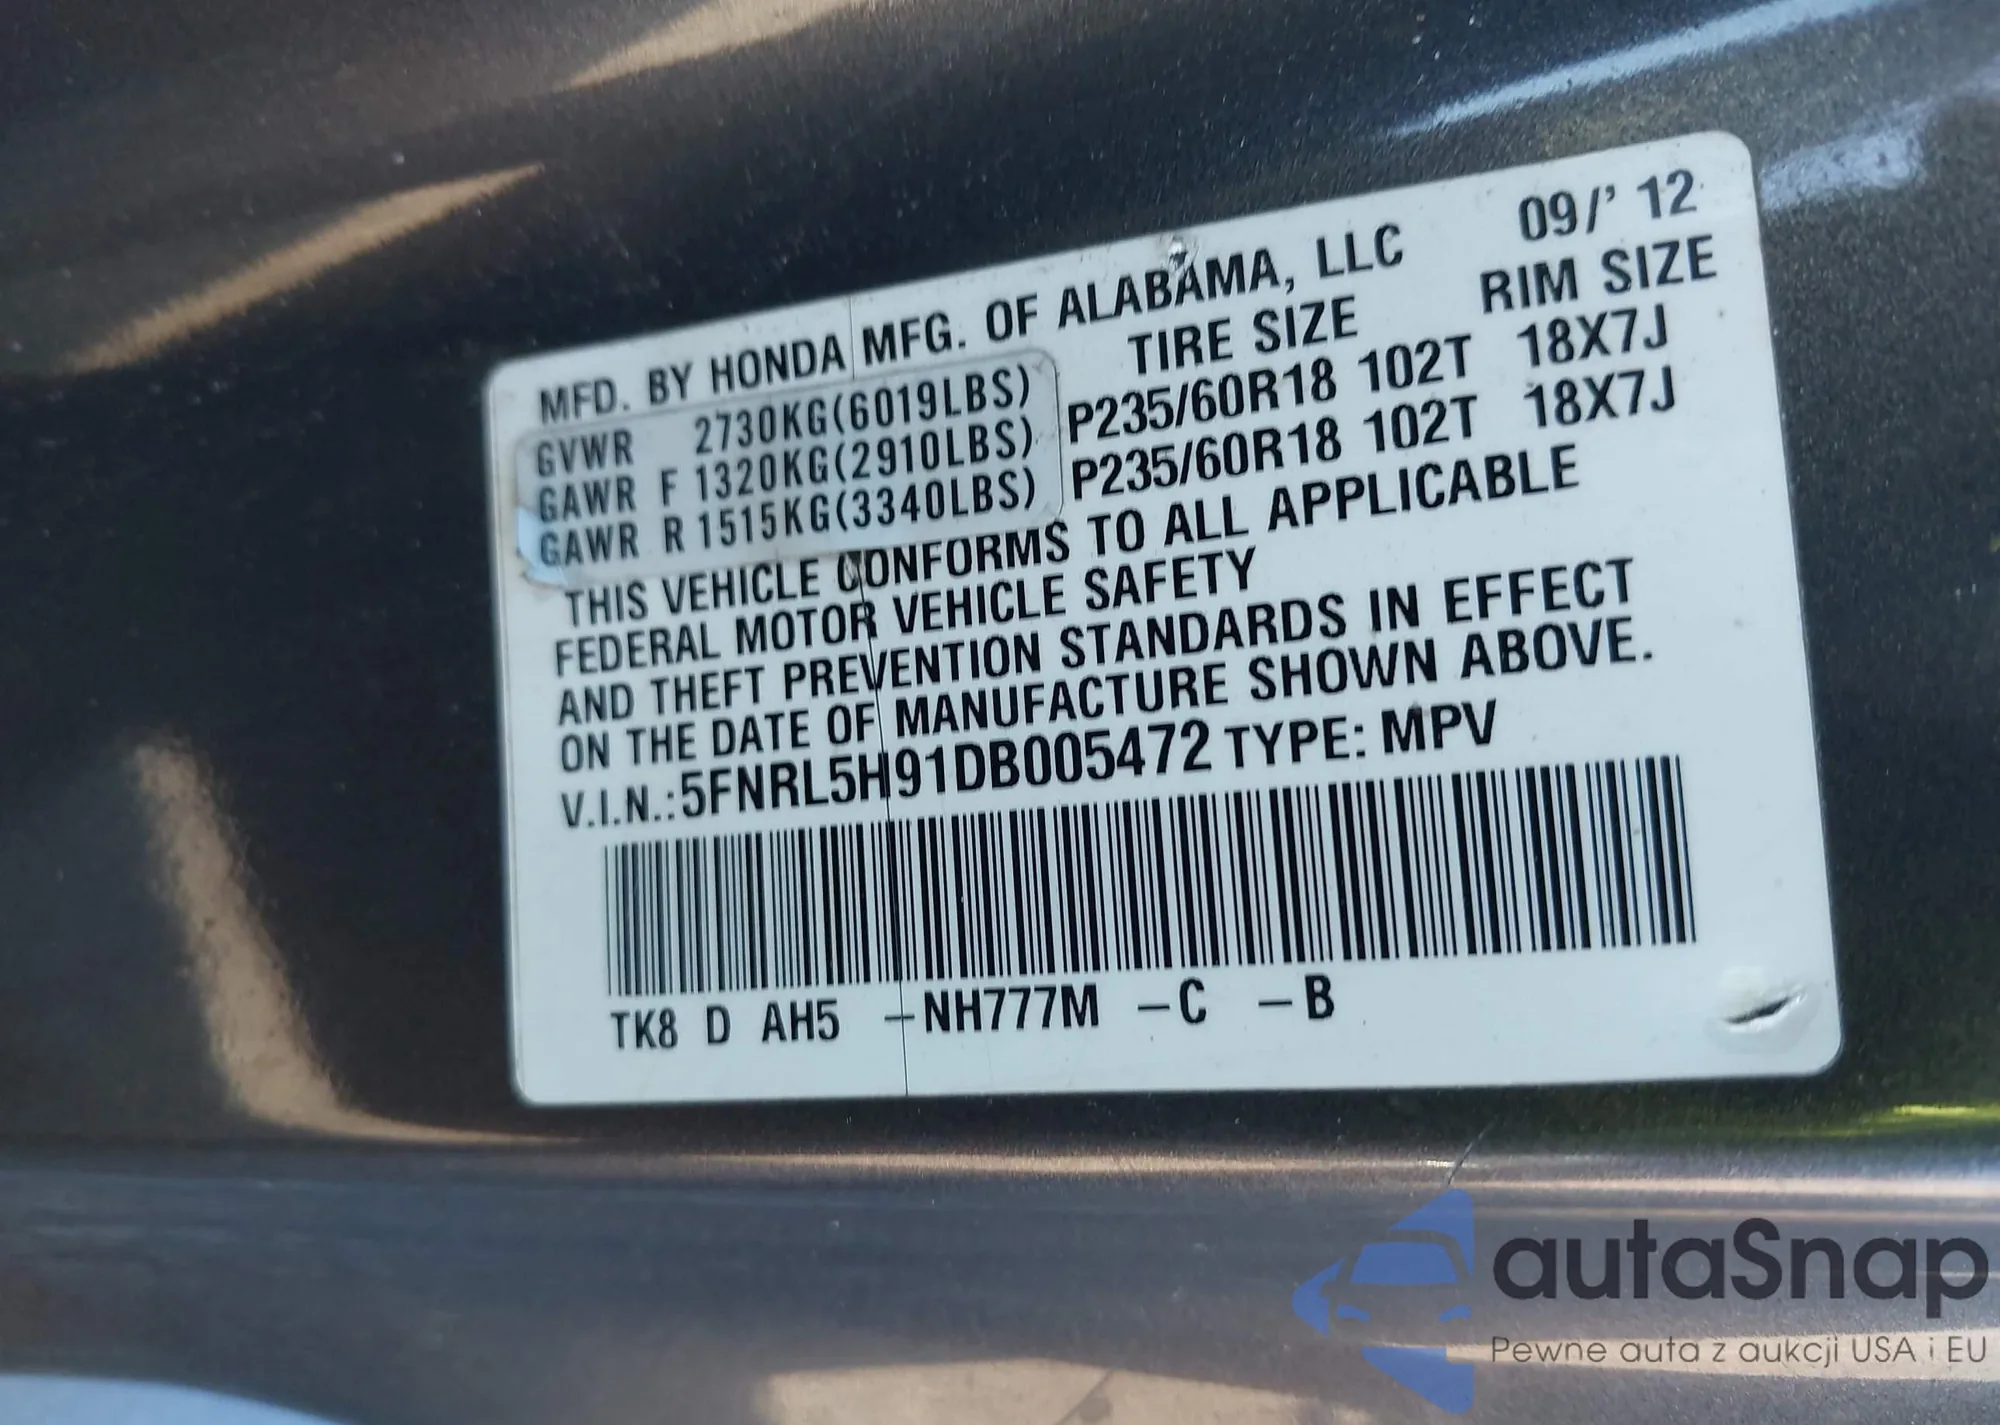 MFD. BY HONDA MFG. OF ALABAMA, LLC 09/' 12
TIRE SIZE RIM SIZE
GVWR 2730KG(6019LBS) P235/60R18 102T 18X7J
GAWR F 1320KG(2910LBS) P235/60R18 102T 18X7J
GAWR R 1515KG(3340LBS)
THIS VEHICLE CONFORMS TO ALL APPLICABLE
FEDERAL MOTOR VEHICLE SAFETY
AND THEFT PREVENTION STANDARDS IN EFFECT
ON THE DATE OF MANUFACTURE SHOWN ABOVE.
V.I.N.:5FNRL5H91DB005472 TYPE: MPV
TK8 D AH5 –NH777M –C –B
autaSnap
Pewne auta z aukcji USA i EU